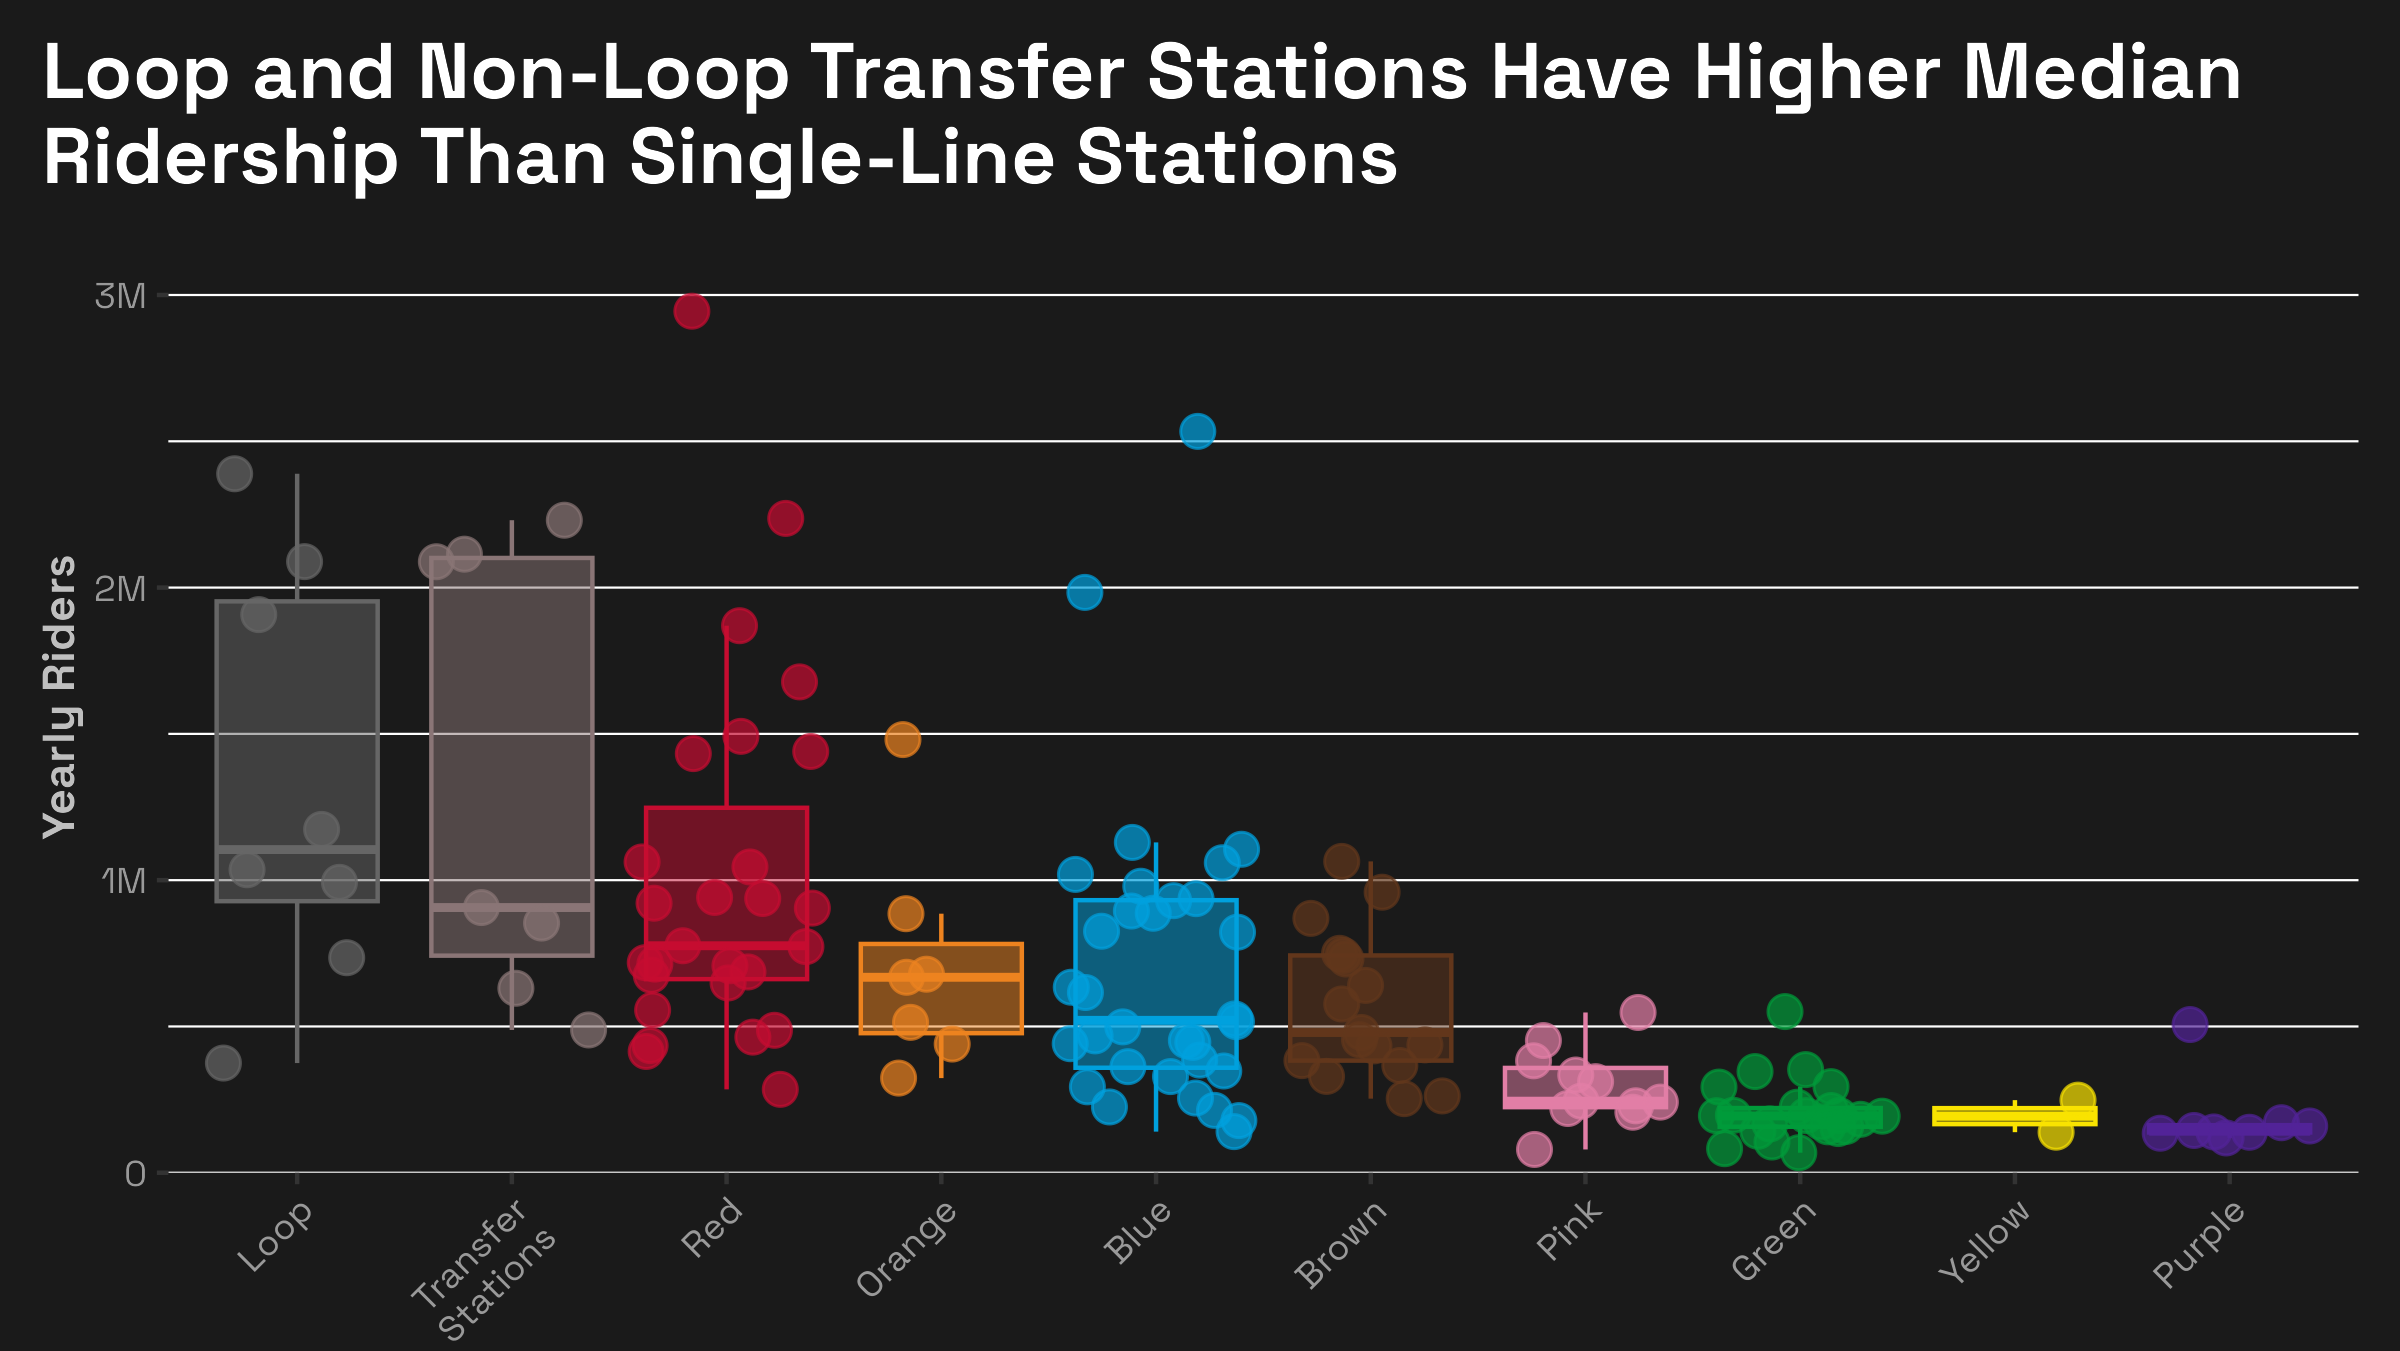 Loop and Non-Loop Transfer Stations Have Higher Median
Ridership Than Single-Line Stations
3M
2M
1M
0
Yearly Riders
Loop
Transfer
Stations
Red
Orange
Blue
Brown
Pink
Green
Yellow
Purple